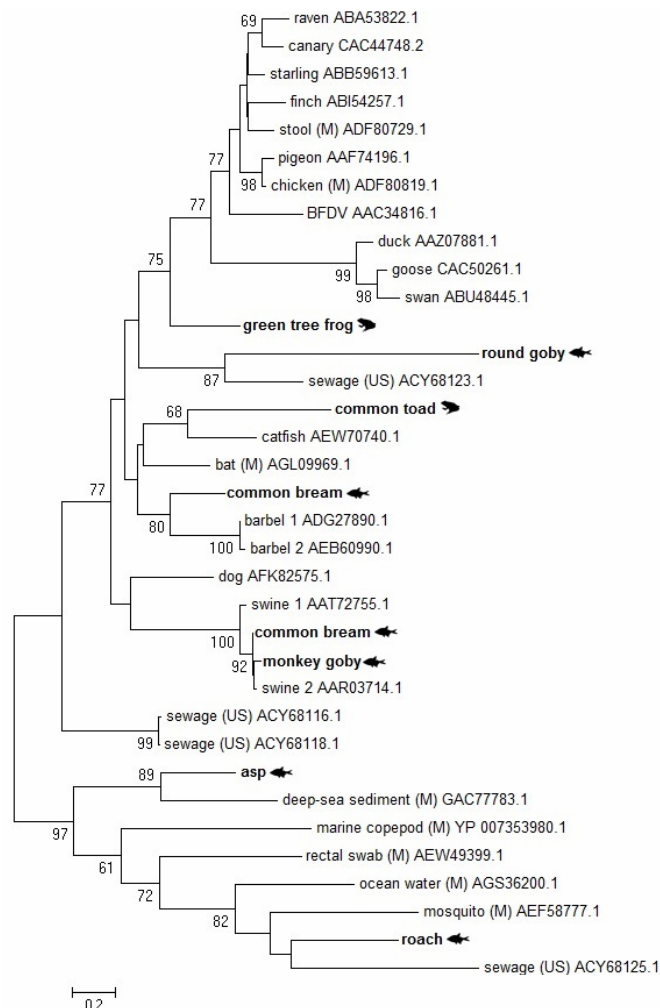 69
raven ABA53822.1
canary CAC44748.2
starling ABB59613.1
finch ABI54257.1
stool (M) ADF80729.1
77
pigeon AAF74196.1
98
chicken (M) ADF80819.1
77
BFDV AAC34816.1
duck AAZ07881.1
75
99
goose CAC50261.1
98
swan ABU48445.1
green tree frog
round goby
87
sewage (US) ACY68123.1
68
common toad
catfish AEW70740.1
bat (M) AGL09969.1
77
common bream
80
barbel 1 ADG27890.1
100
barbel 2 AEB60990.1
dog AFK82575.1
swine 1 AAT72755.1
100
common bream
92
monkey goby
swine 2 AAR03714.1
sewage (US) ACY68116.1
99
sewage (US) ACY68118.1
89
asp
deep-sea sediment (M) GAC77783.1
97
marine copepod (M) YP 007353980.1
61
rectal swab (M) AEW49399.1
72
ocean water (M) AGS36200.1
82
mosquito (M) AEF58777.1
roach
sewage (US) ACY68125.1
0.2